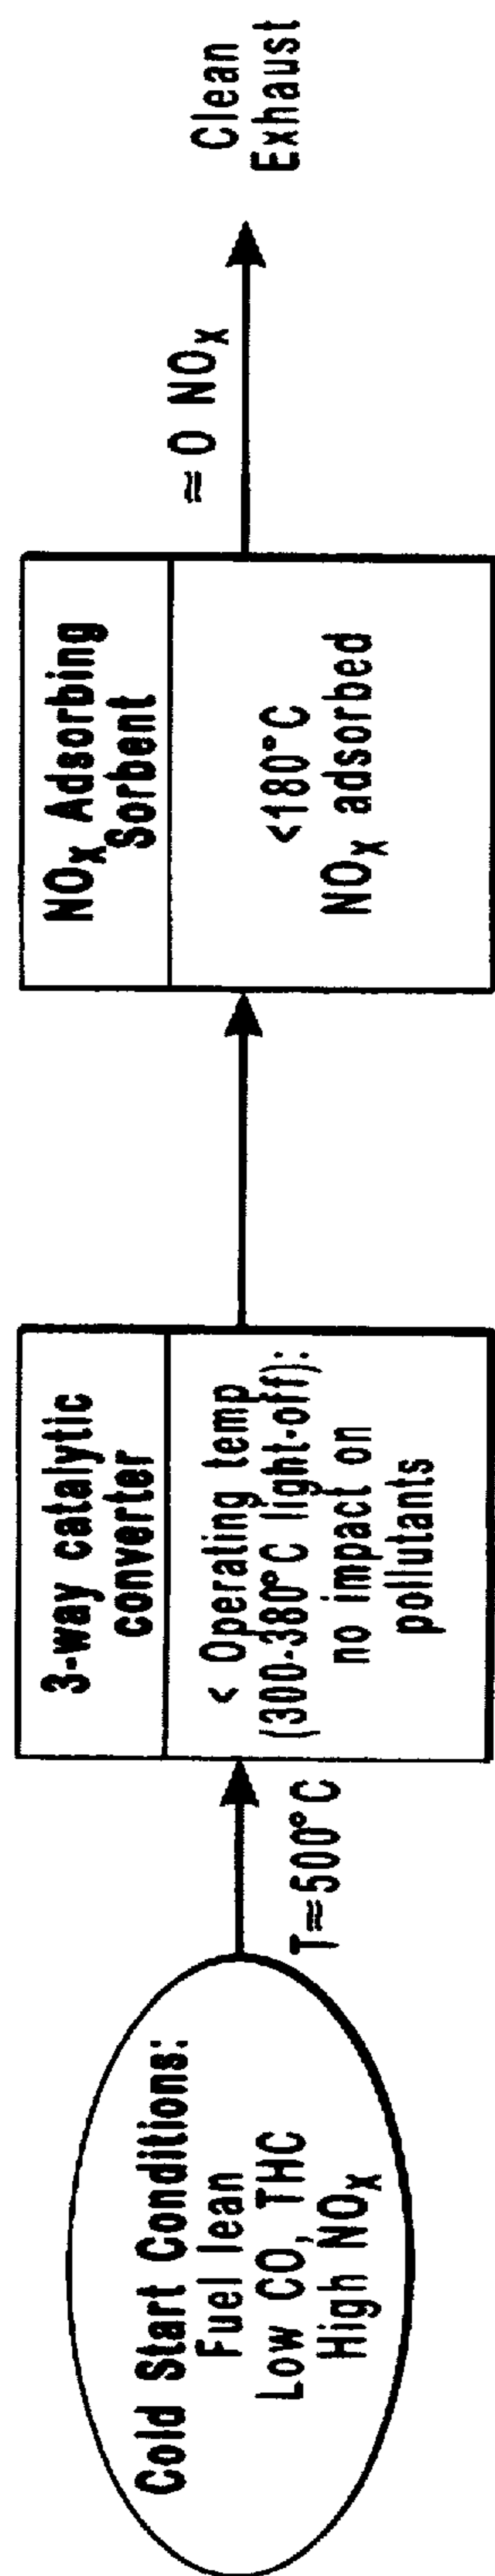 Cold Start Conditions:
Fuel lean
Low CO, THC
High NOx
T≈500°C
3-way catalytic
converter
< Operating temp
(300-380°C light-off):
no impact on
pollutants
NOx Adsorbing
Sorbent
<180°C
NOx adsorbed
≈ 0 NOx
Clean
Exhaust